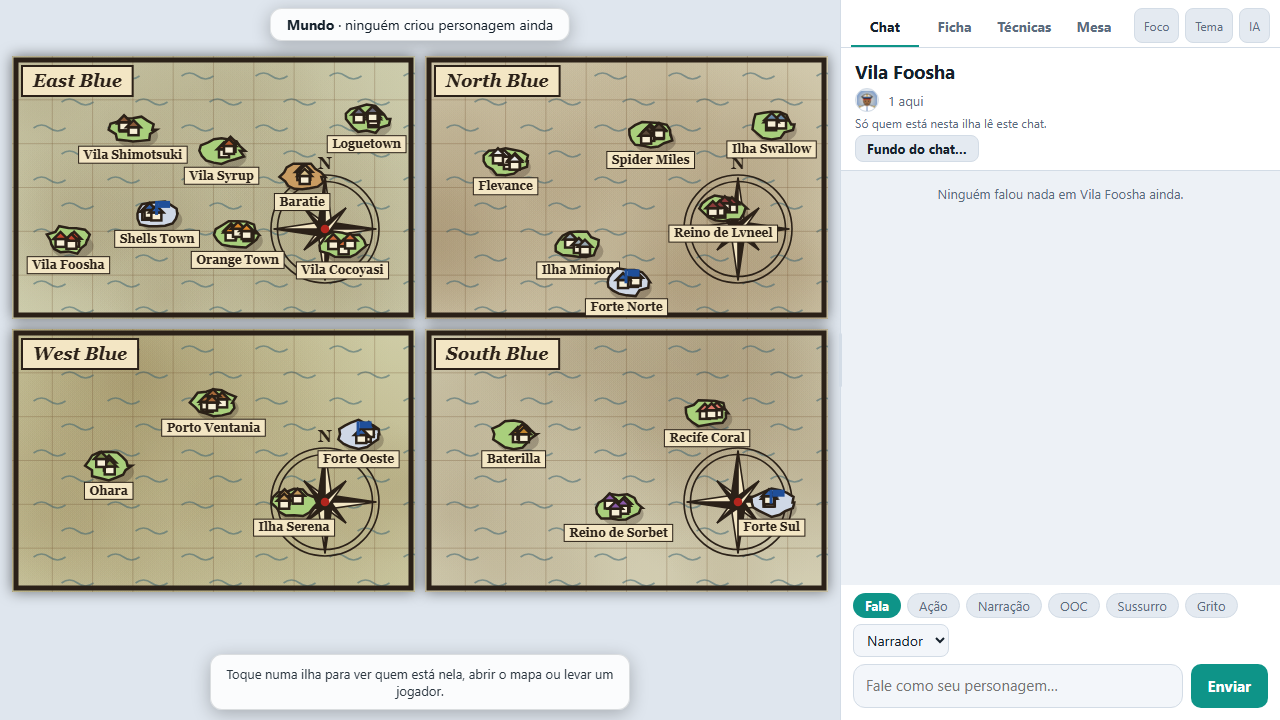 Mundo · ninguém criou personagem ainda
East Blue
Loguetown
Vila Shimotsuki
Vila Syrup
N
Baratie
Shells Town
Orange Town
Vila Foosha
Vila Cocoyasi
North Blue
Ilha Swallow
Spider Miles
N
Flevance
Reino de Lvneel
Ilha Minion
Forte Norte
West Blue
Porto Ventania
N
Forte Oeste
Ohara
Ilha Serena
South Blue
Recife Coral
Baterilla
Reino de Sorbet
Forte Sul
Toque numa ilha para ver quem está nela, abrir o mapa ou levar um
jogador.
Chat Ficha Técnicas Mesa Foco Tema IA
Vila Foosha
1 aqui
Só quem está nesta ilha lê este chat.
Fundo do chat...
Ninguém falou nada em Vila Foosha ainda.
Fala Ação Narração OOC Sussurro Grito
Narrador
Fale como seu personagem... Enviar